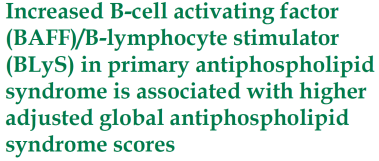 Increased B-cell activating factor
(BAFF)/B-lymphocyte stimulator
(BLyS) in primary antiphospholipid
syndrome is associated with higher
adjusted global antiphospholipid
syndrome scores